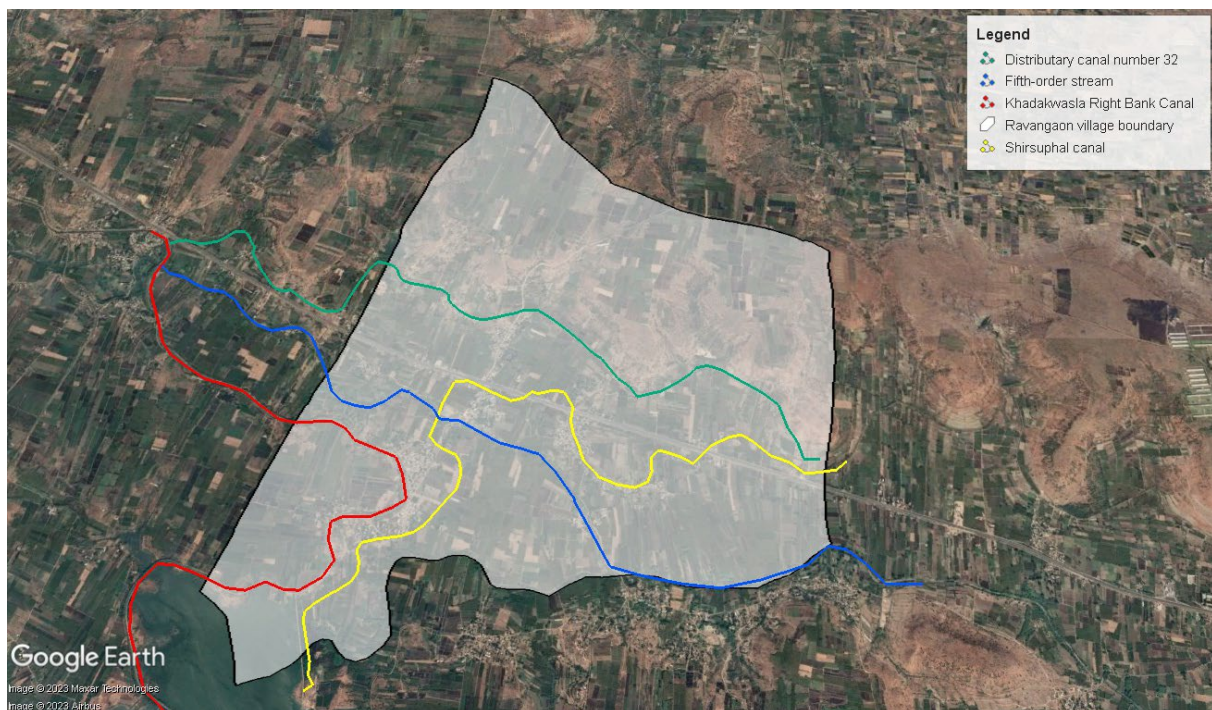 Legend
Distributary canal number 32
Fifth-order stream
Khadakwasla Right Bank Canal
Ravangaon village boundary
Shirsuphal canal
Google Earth
Image © 2023 Maxar Technologies
Image © 2023 Airbus